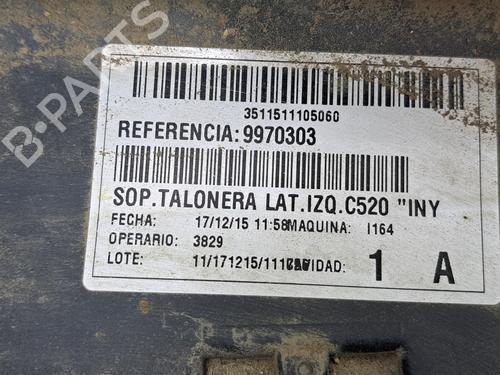 3511511105060
REFERENCIA:9970303
SOP.TALONERA LAT.IZQ.C520 "INY
FECHA: 17/12/15 11:58 MAQUINA: I164
OPERARIO: 3829
LOTE: 11/171215/111 CAVIDAD: 1 A
B-PARTS